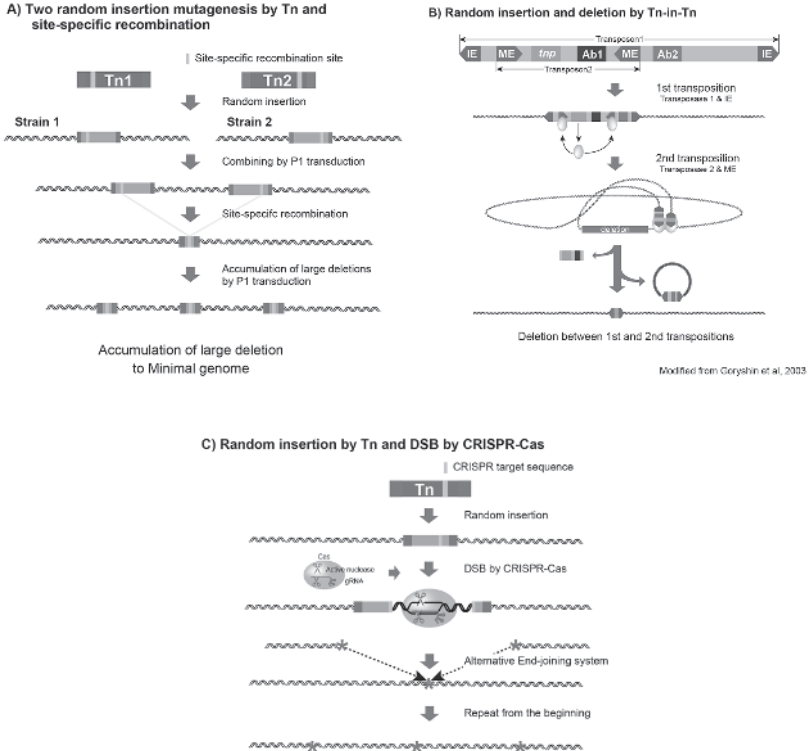 A) Two random insertion mutagenesis by Tn and
site-specific recombination
Site-specific recombination site
Tn1
Tn2
Random insertion
Strain 1
Strain 2
Combining by P1 transduction
Site-specifc recombination
Accumulation of large deletions
by P1 transduction
Accumulation of large deletion
to Minimal genome
B) Random insertion and deletion by Tn-in-Tn
Transposon1
IE
ME
tnp
Ab1
ME
Ab2
IE
Transposon2
1st transposition
Transposase 1 & IE
2nd transposition
Transposase 2 & ME
deletion
Deletion between 1st and 2nd transpositions
Modified from Goryshin et al, 2003
C) Random insertion by Tn and DSB by CRISPR-Cas
CRISPR target sequence
Tn
Random insertion
Cas
Active nuclease
gRNA
DSB by CRISPR-Cas
Alternative End-joining system
Repeat from the beginning